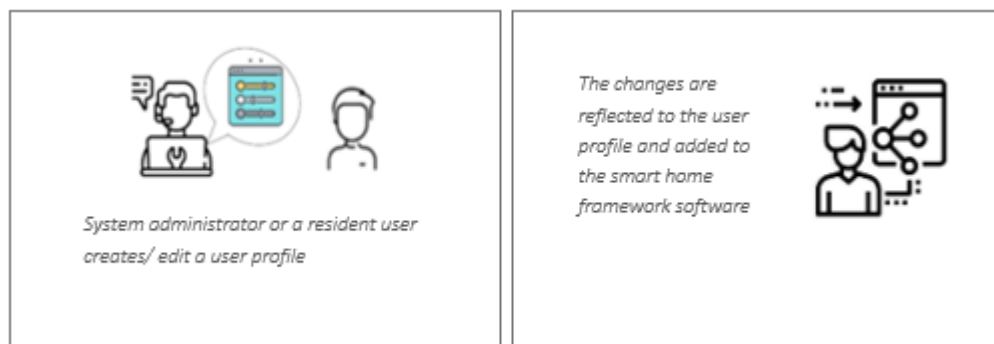 System administrator or a resident user
creates/ edit a user profile
The changes are
reflected to the user
profile and added to
the smart home
framework software